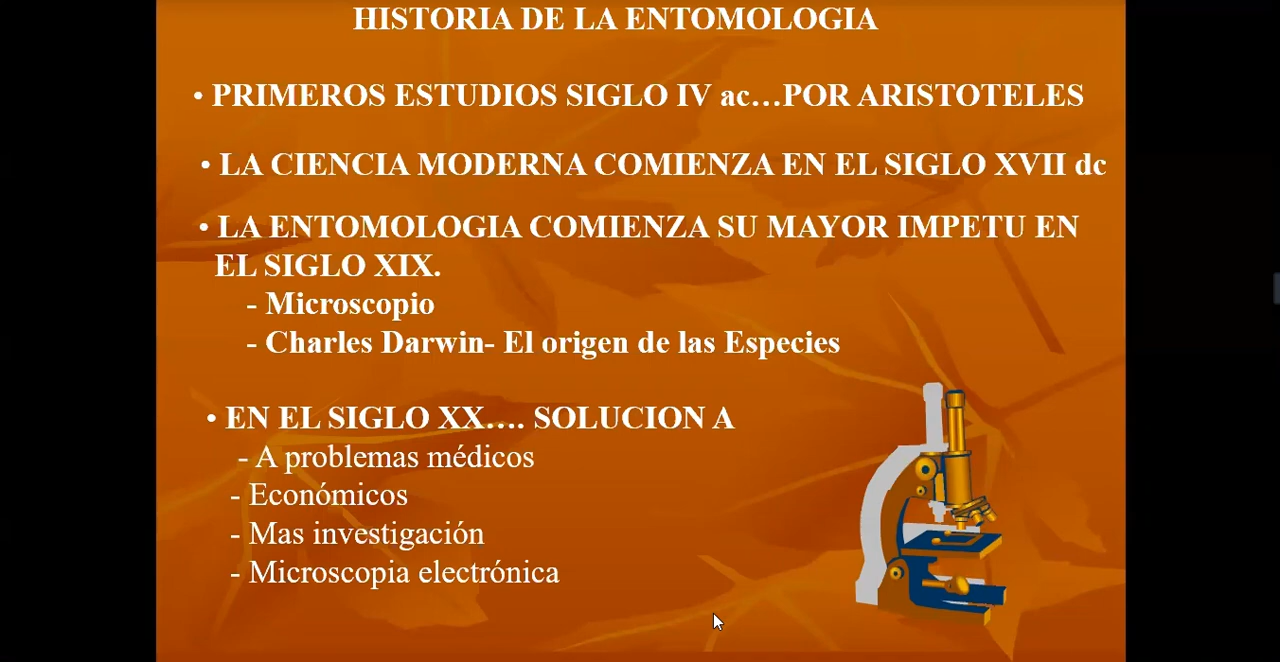 HISTORIA DE LA ENTOMOLOGIA
• PRIMEROS ESTUDIOS SIGLO IV ac…POR ARISTOTELES
• LA CIENCIA MODERNA COMIENZA EN EL SIGLO XVII dc
• LA ENTOMOLOGIA COMIENZA SU MAYOR IMPETU EN
EL SIGLO XIX.
- Microscopio
- Charles Darwin- El origen de las Especies
• EN EL SIGLO XX…. SOLUCION A
- A problemas médicos
- Económicos
- Mas investigación
- Microscopia electrónica